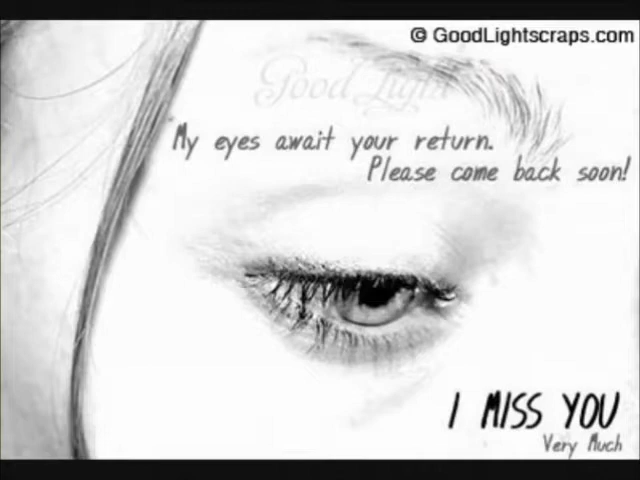 © GoodLightscraps.com
Good Light
My eyes await your return.
Please come back soon!
I MISS YOU
Very Much